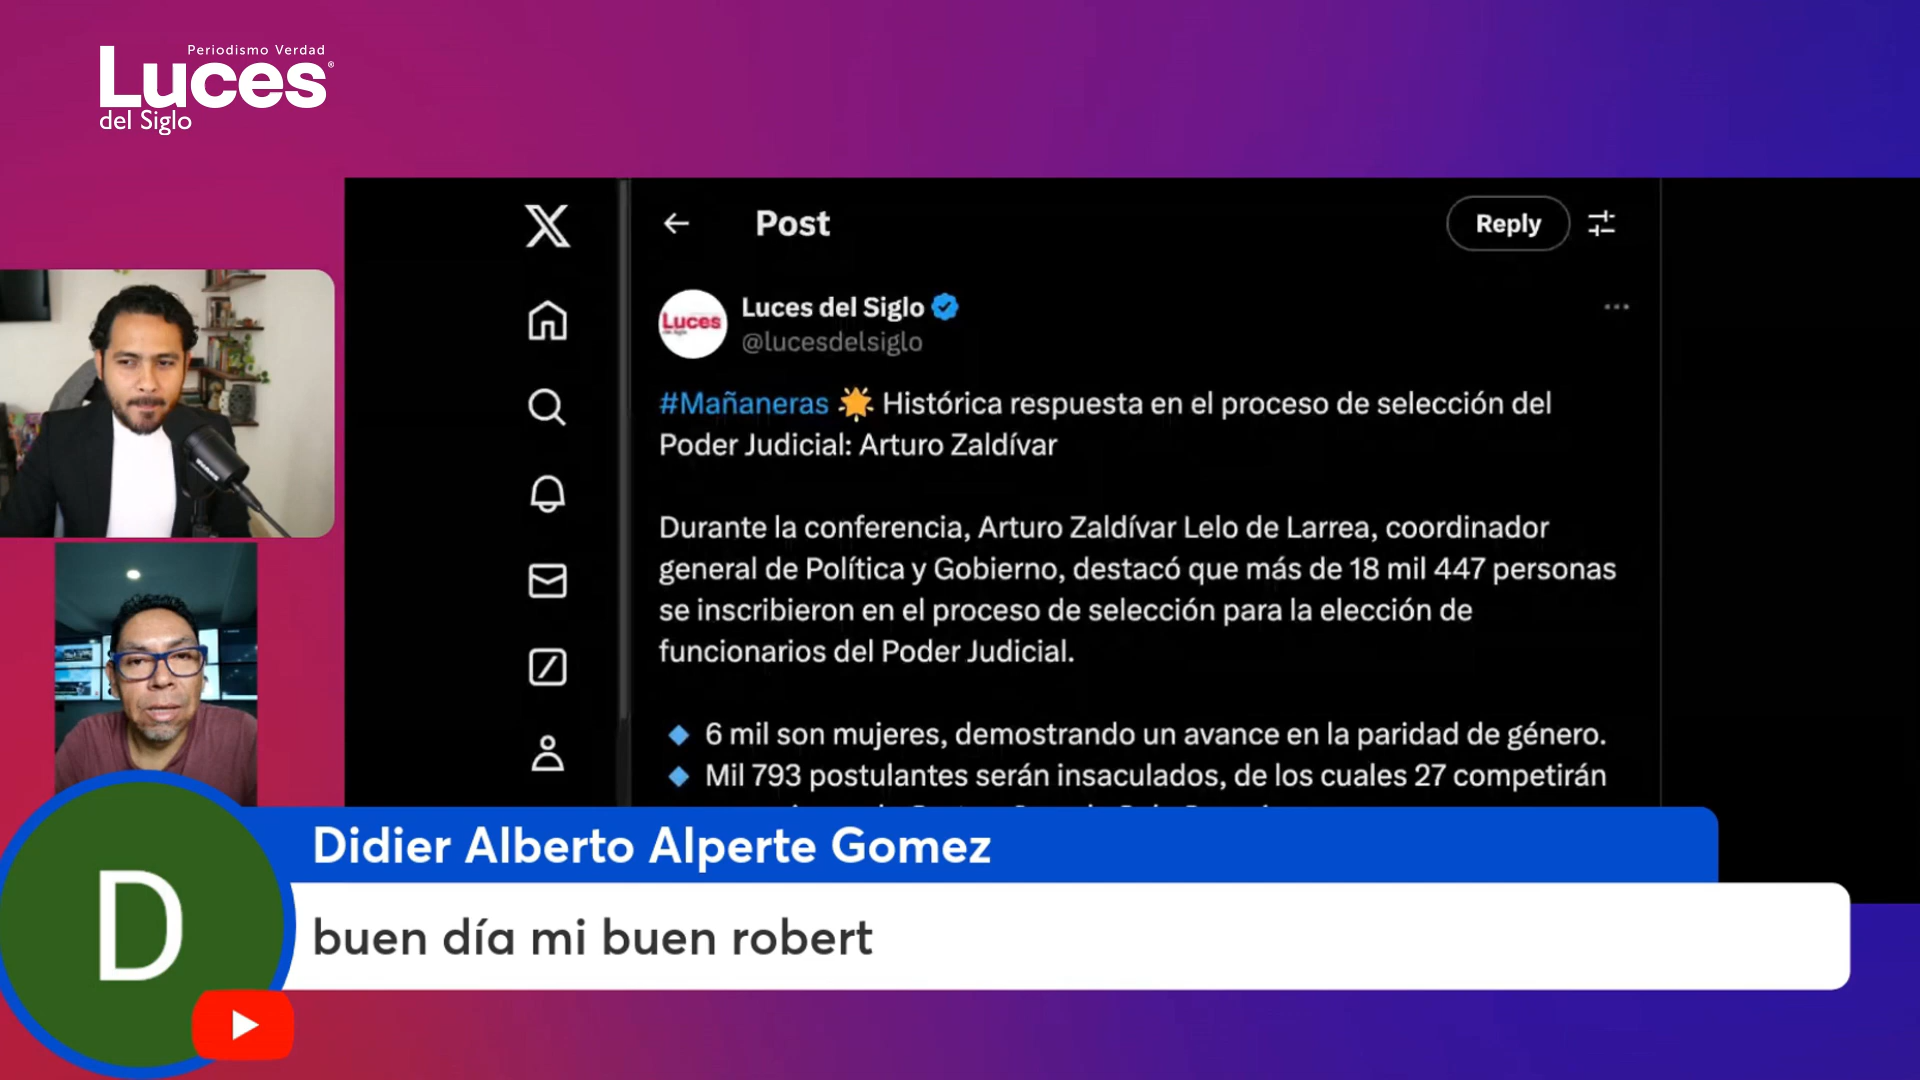 Periodismo Verdad
Luces®
del Siglo
X
Post
Reply
Luces
del Siglo
Luces del Siglo
@lucesdelsiglo
#Mañaneras 🌟 Histórica respuesta en el proceso de selección del
Poder Judicial: Arturo Zaldívar
Durante la conferencia, Arturo Zaldívar Lelo de Larrea, coordinador
general de Política y Gobierno, destacó que más de 18 mil 447 personas
se inscribieron en el proceso de selección para la elección de
funcionarios del Poder Judicial.
🔹 6 mil son mujeres, demostrando un avance en la paridad de género.
🔹 Mil 793 postulantes serán insaculados, de los cuales 27 competirán
Didier Alberto Alperte Gomez
D
buen día mi buen robert